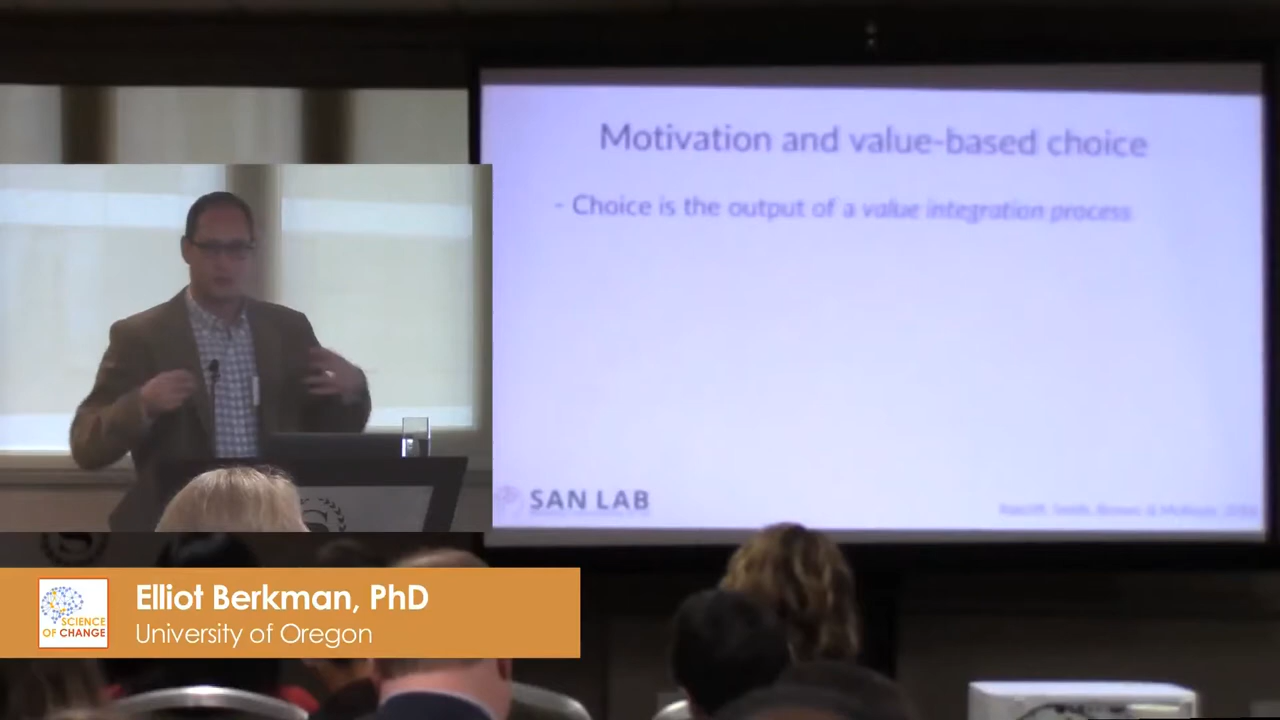 Motivation and value-based choice
- Choice is the output of a value integration process
SAN LAB
S
Elliot Berkman, PhD
University of Oregon
SCIENCE
OF CHANGE